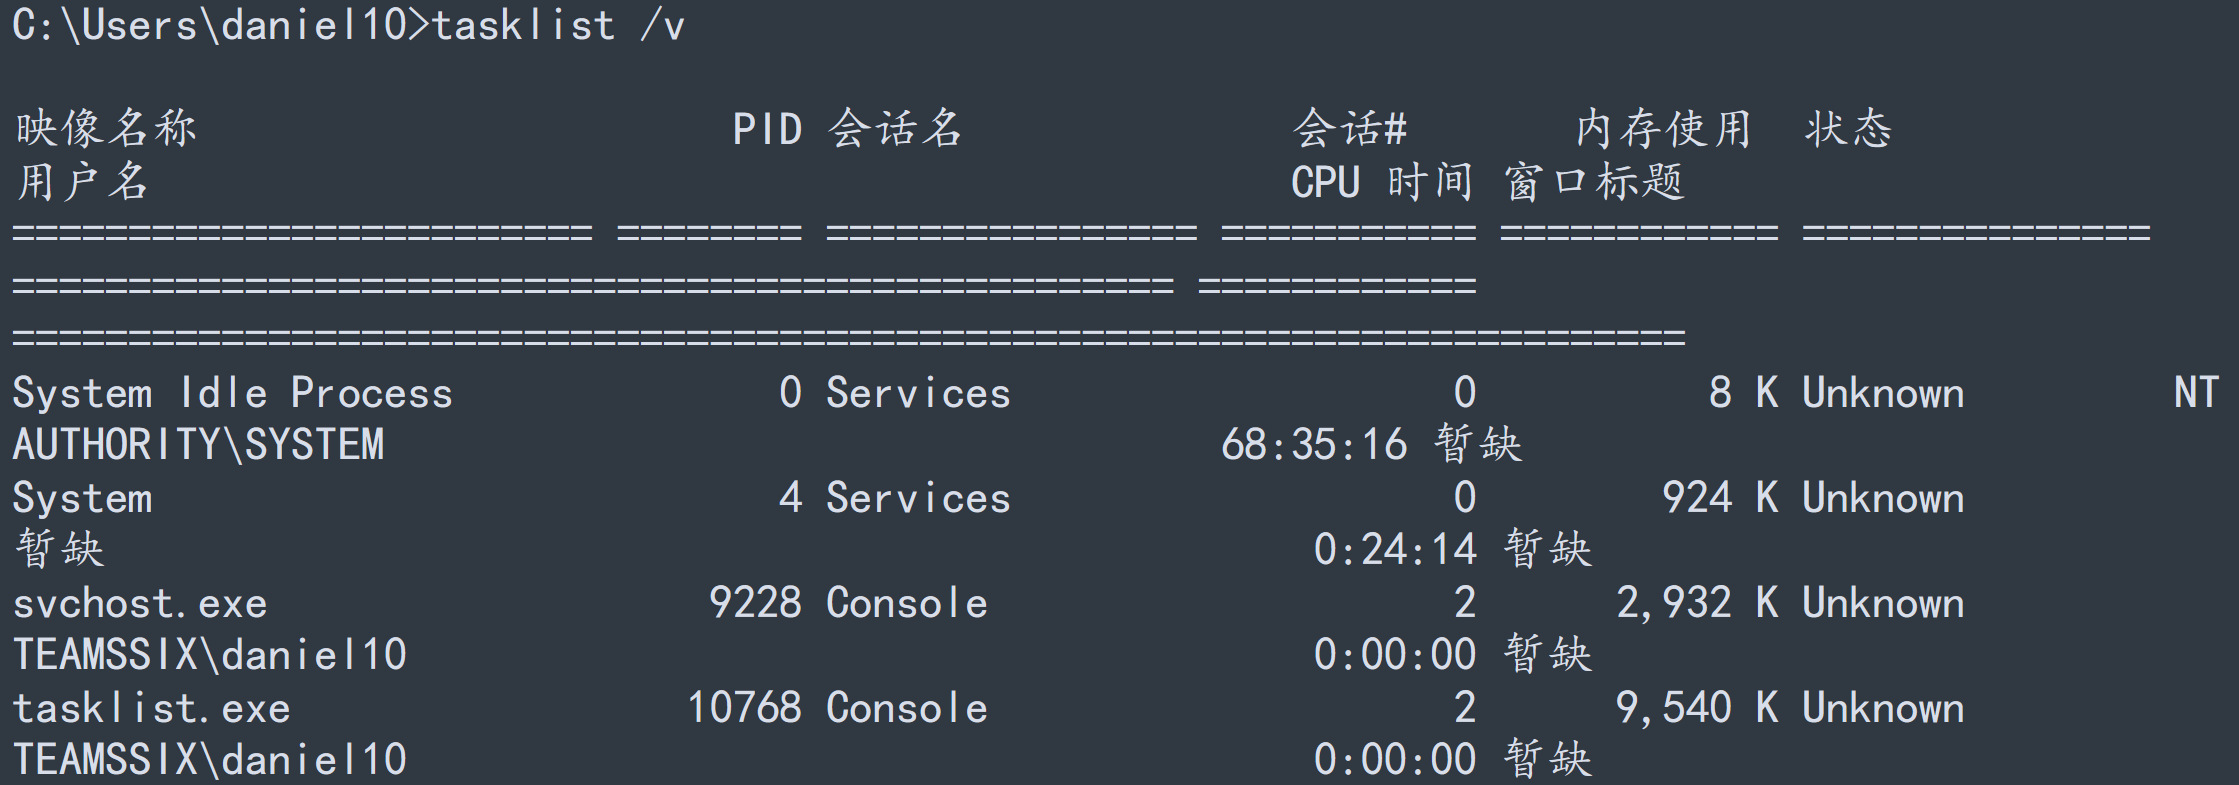 C:\Users\daniel10>tasklist /v
映像名称 PID 会话名 会话# 内存使用 状态
用户名 CPU 时间 窗口标题
========================= ======== ================ =========== ============ ===============
================================================== ============
========================================================================
System Idle Process 0 Services 0 8 K Unknown NT
AUTHORITY\SYSTEM 68:35:16 暂缺
System 4 Services 0 924 K Unknown
暂缺 0:24:14 暂缺
svchost.exe 9228 Console 2 2,932 K Unknown
TEAMSSIX\daniel10 0:00:00 暂缺
tasklist.exe 10768 Console 2 9,540 K Unknown
TEAMSSIX\daniel10 0:00:00 暂缺